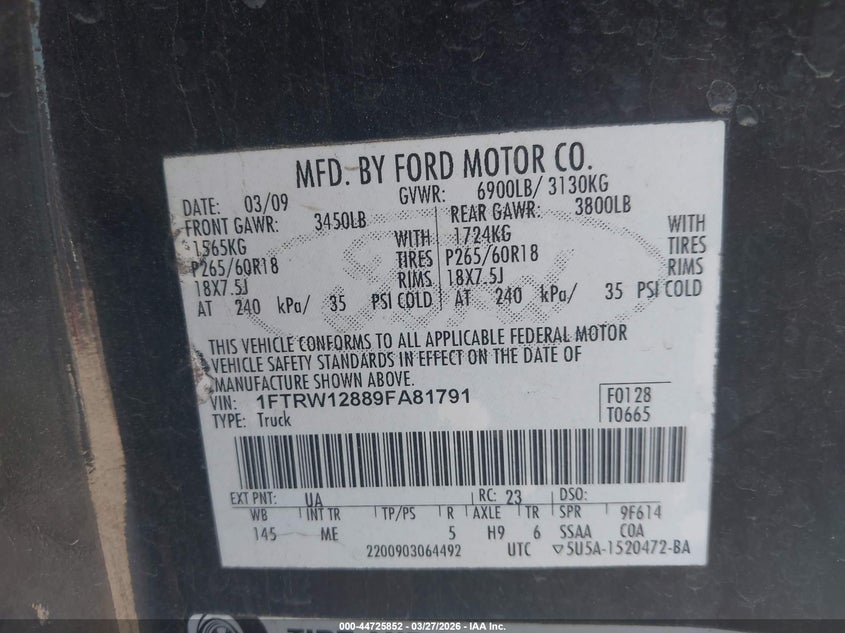 MFD. BY FORD MOTOR CO.
DATE: 03/09 GVWR: 6900LB/ 3130KG
FRONT GAWR: 3450LB REAR GAWR: 3800LB
1565KG WITH 1724KG WITH
P265/60R18 TIRES P265/60R18 TIRES
18X7.5J RIMS 18X7.5J RIMS
AT 240 kPa/ 35 PSI COLD AT 240 kPa/ 35 PSI COLD
THIS VEHICLE CONFORMS TO ALL APPLICABLE FEDERAL MOTOR
VEHICLE SAFETY STANDARDS IN EFFECT ON THE DATE OF
MANUFACTURE SHOWN ABOVE.
VIN: 1FTRW12889FA81791 F0128
TYPE: Truck T0665
EXT PNT: UA RC: 23 DSO:
WB INT TR TP/PS R AXLE TR SPR 9F614
145 ME 5 H9 6 SSAA COA
2200903064492 UTC ▽5U5A-1520472-BA
000-44725852 - 03/27/2026 - IAA Inc.